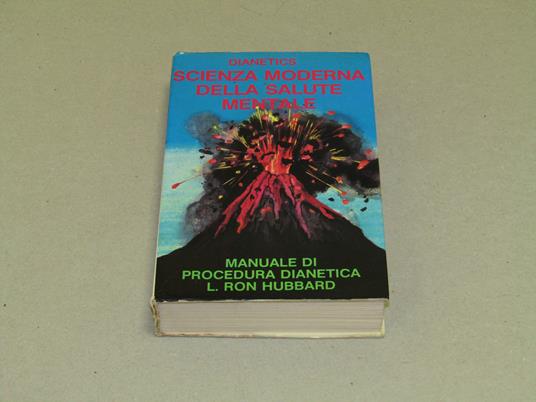 DIANETICS
SCIENZA MODERNA
DELLA SALUTE
MENTALE
MANUALE DI
PROCEDURA DIANETICA
L. RON HUBBARD